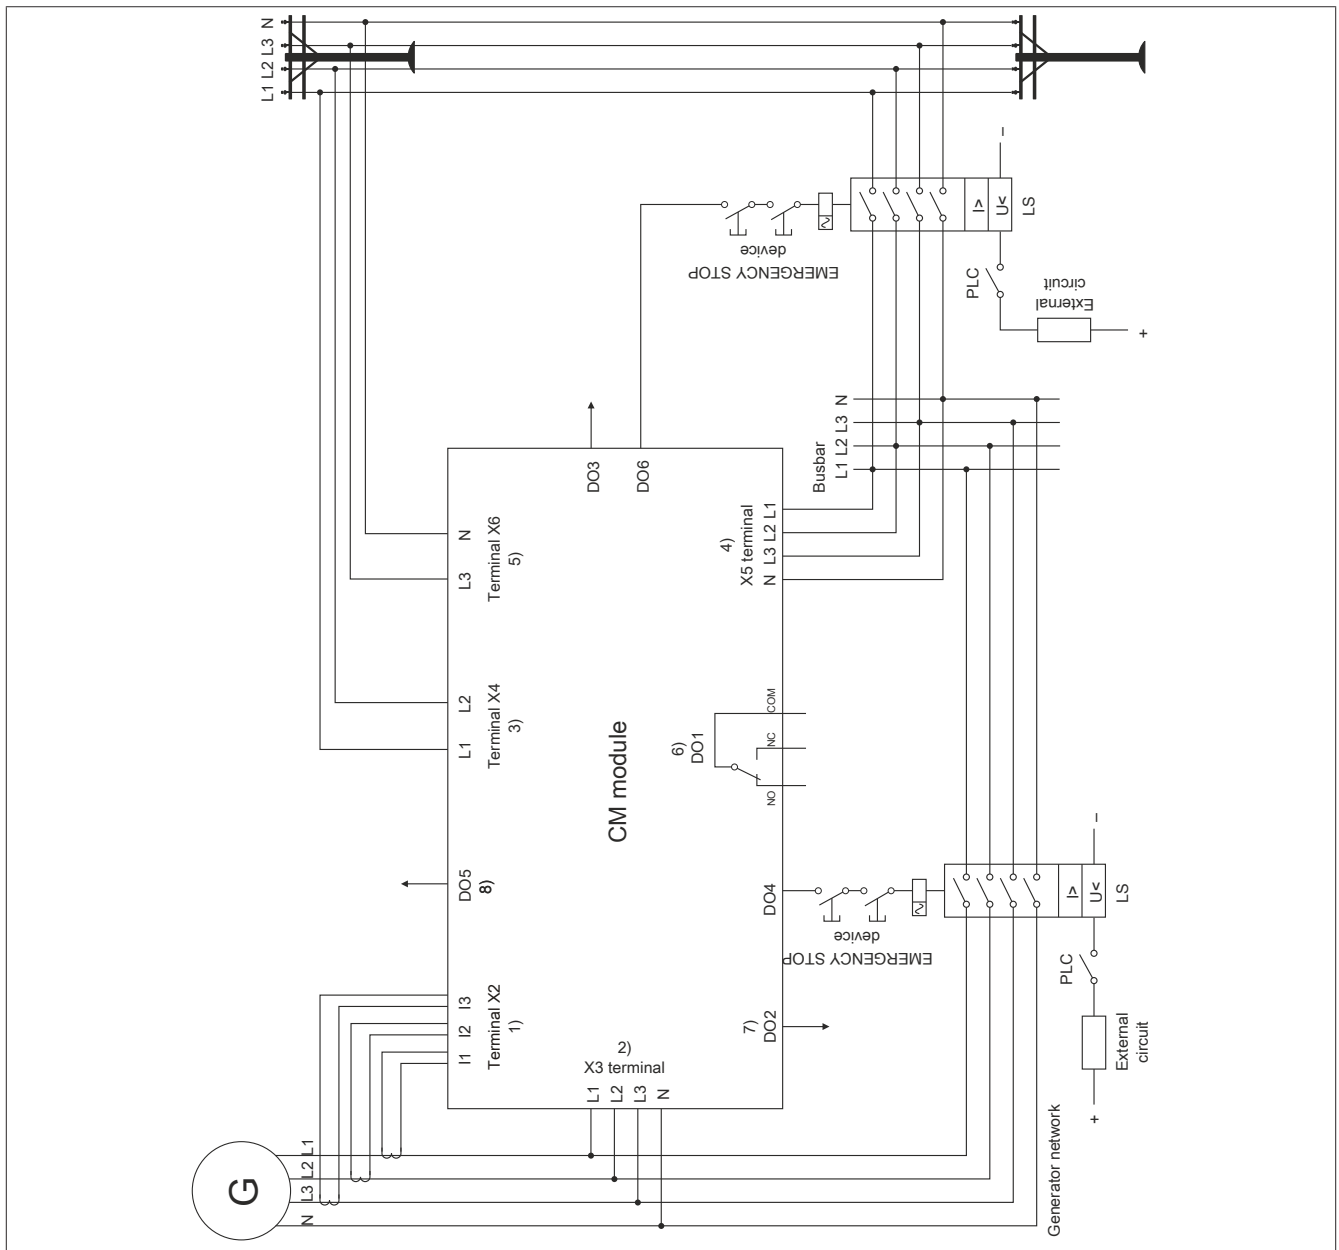 N
L3
L2
L1
–
I>
U<
LS
device
EMERGENCY STOP
PLC
External
circuit
+
Busbar
N
L3
L2
L1
DO3
DO6
N
L3
Terminal X6
5)
4)
X5 terminal
L1
L2
L3
N
L2
L1
Terminal X4
3)
CM module
6)
DO1
COM
NC
NO
DO5
8)
DO4
device
EMERGENCY STOP
–
I>
U<
LS
PLC
External
circuit
+
I3
I2
I1
Terminal X2
1)
7)
DO2
2)
X3 terminal
L1
L2
L3
N
G
L1
L2
L3
N
Generator network